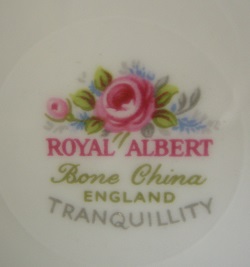 ROYAL ALBERT
Bone China
ENGLAND
TRANQUILLITY